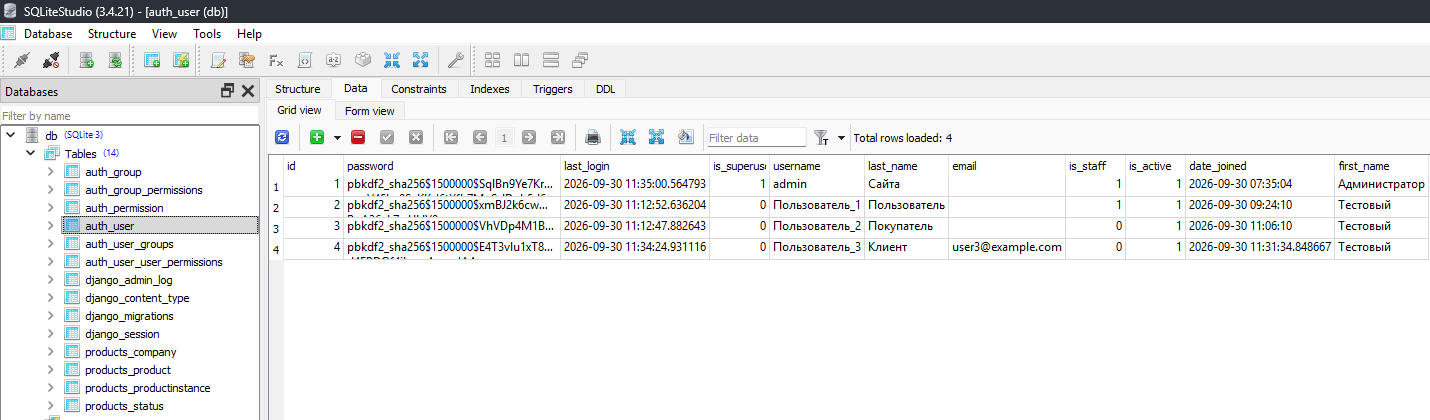 SQLiteStudio (3.4.21) - [auth_user (db)]
Database Structure View Tools Help
Databases
Filter by name
db (SQLite 3)
Tables (14)
auth_group
auth_group_permissions
auth_permission
auth_user
auth_user_groups
auth_user_user_permissions
django_admin_log
django_content_type
django_migrations
django_session
products_company
products_product
products_productinstance
products_status
Structure Data Constraints Indexes Triggers DDL
Grid view Form view
1 Filter data Total rows loaded: 4
id password last_login is_superuse username last_name email is_staff is_active date_joined first_name
1 1 pbkdf2_sha256$1500000$SqIBn9Ye7Kr... 2026-09-30 11:35:00.564793 1 admin Сайта 1 1 2026-09-30 07:35:04 Администратор
2 2 pbkdf2_sha256$1500000$xmBJ2k6cw... 2026-09-30 11:12:52.636204 0 Пользователь_1 Пользователь 1 1 2026-09-30 09:24:10 Тестовый
3 3 pbkdf2_sha256$1500000$VhVDp4M1B... 2026-09-30 11:12:47.882643 0 Пользователь_2 Покупатель 0 1 2026-09-30 11:06:10 Тестовый
4 4 pbkdf2_sha256$1500000$E4T3vIu1xT8... 2026-09-30 11:34:24.931116 0 Пользователь_3 Клиент user3@example.com 0 1 2026-09-30 11:31:34.848667 Тестовый